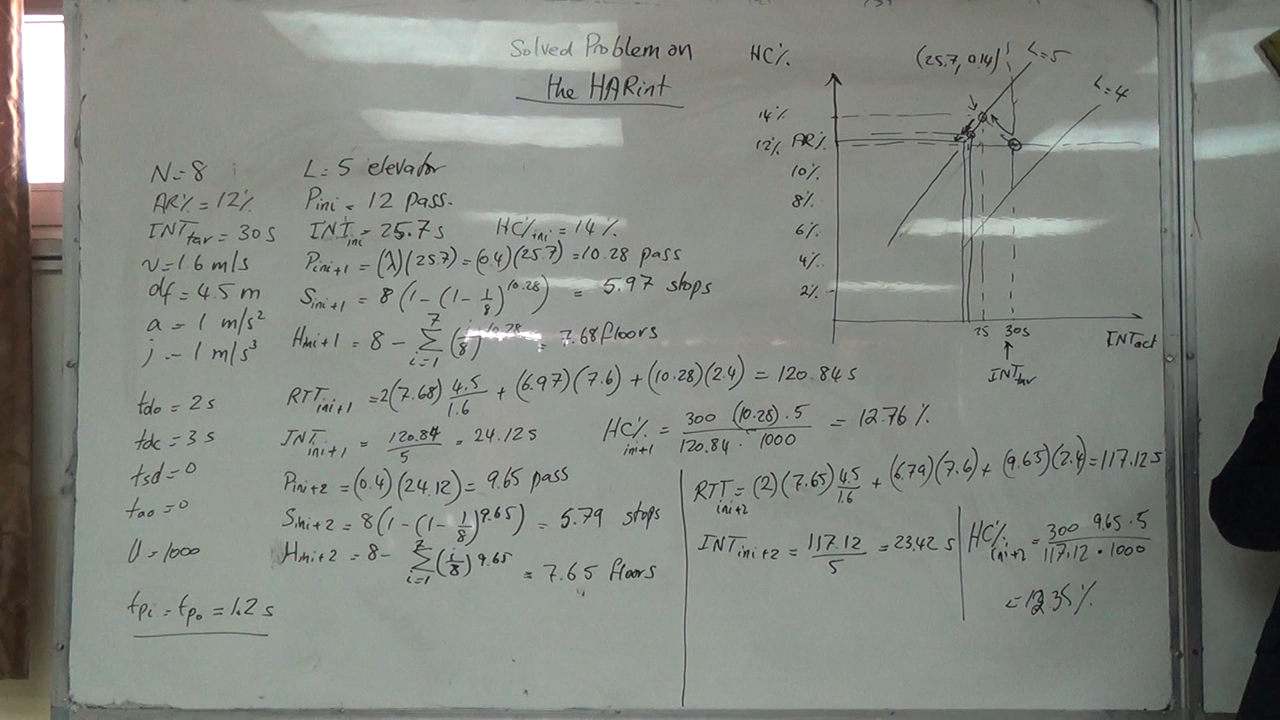 Solved Problem on
the HARint
N=8
AR% = 12%
INTtar = 30 s
v = 1.6 m/s
df = 4.5 m
a = 1 m/s²
j = 1 m/s³
tdo = 2 s
tdc = 3 s
tsd = 0
tao = 0
U = 1000
tpi = tpo = 1.2 s
L = 5 elevator
Pini = 12 pass.
INTini = 25.7 s HC%ini = 14%
Pini+1 = (λ)(25.7) = (0.4)(25.7) = 10.28 pass
Sini+1 = 8(1-(1-1/8)^10.28) = 5.97 stops
Hini+1 = 8 - Σ_{i=1}^{7} (i/8)^10.28 = 7.68 floors
RTTini+1 = 2(7.68) 4.5/1.6 + (6.97)(7.6) + (10.28)(2.4) = 120.84 s
INTini+1 = 120.84/5 = 24.12 s HC%ini+1 = 300 (10.28) · 5 / 120.84 · 1000 = 12.76 %
Pini+2 = (0.4)(24.12) = 9.65 pass
Sini+2 = 8(1-(1-1/8)^9.65) = 5.79 stops
Hini+2 = 8 - Σ_{i=1}^{7} (i/8)^9.65 = 7.65 floors
RTTini+2 = (2)(7.65) 4.5/1.6 + (6.79)(7.6) + (9.65)(2.4) = 117.12 s
INTini+2 = 117.12/5 = 23.42 s
HC%ini+2 = 300 9.65 · 5 / 117.12 · 1000
= 12.35 %
HC%
(25.7, 0.14)
L=5
L=4
14%
12% AR%
10%
8%
6%
4%
2%
25 30s
INTact
INTtar